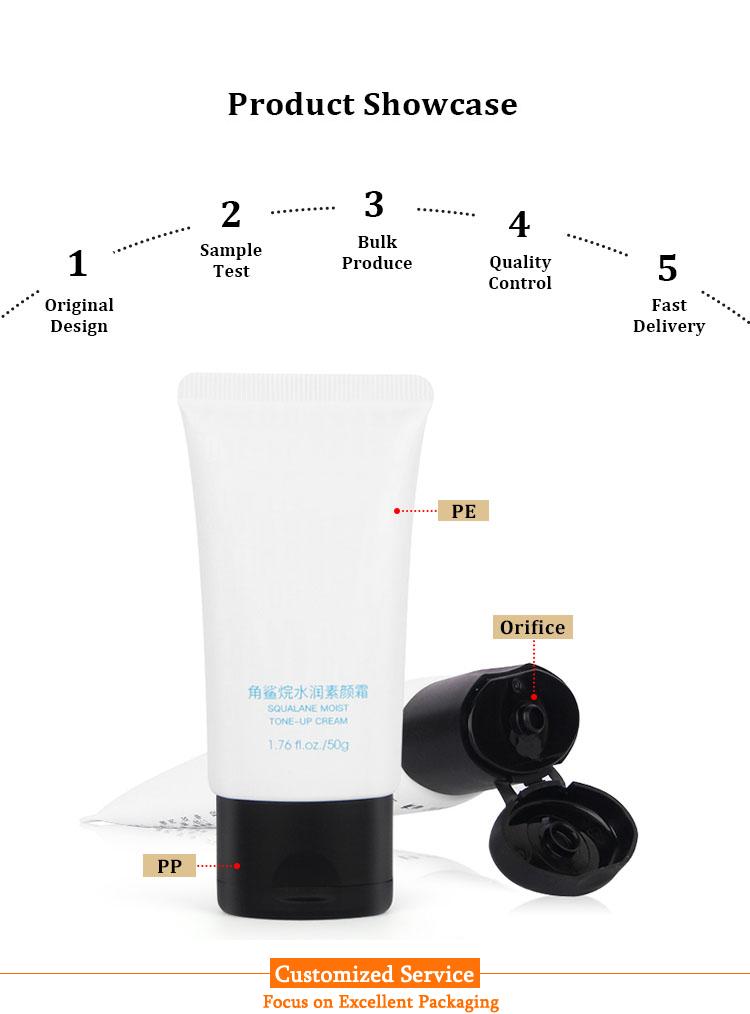 Product Showcase
1
Original
Design
2
Sample
Test
3
Bulk
Produce
4
Quality
Control
5
Fast
Delivery
PE
Orifice
角鲨烷水润素颜霜
SQUALANE MOIST
TONE-UP CREAM
1.76 fl.oz./50g
PP
Customized Service
Focus on Excellent Packaging